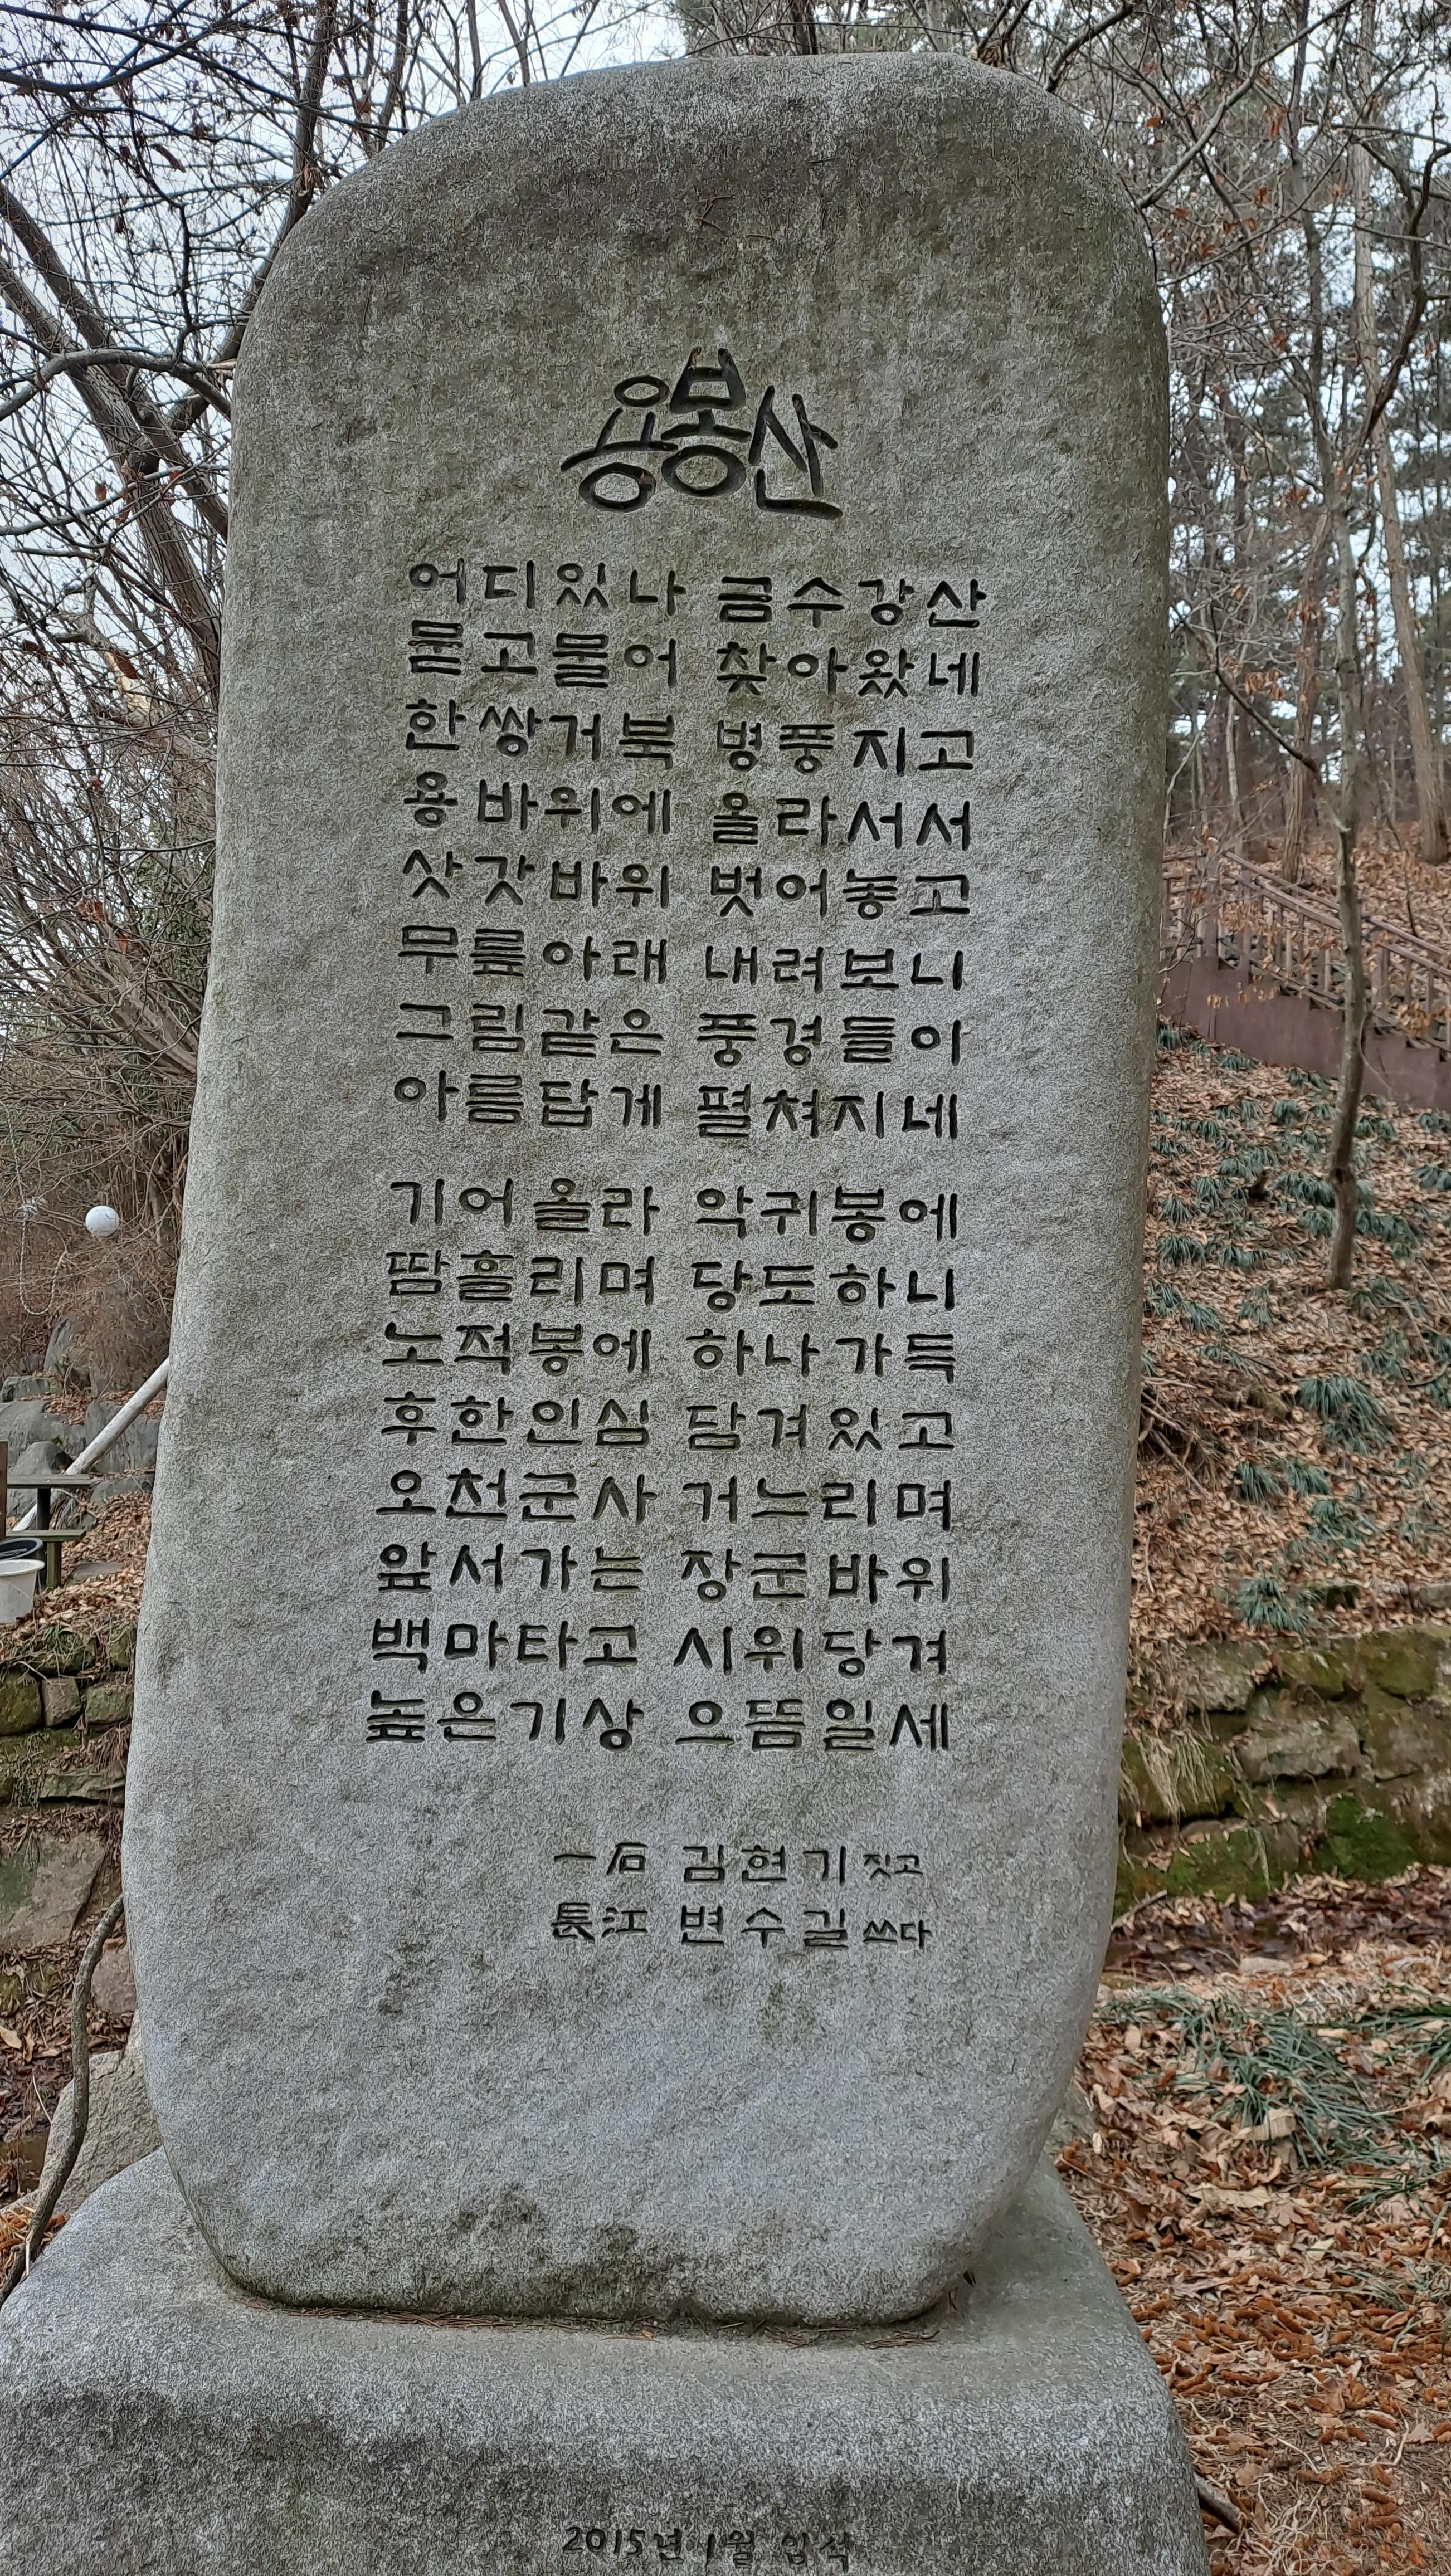 용봉산
어디있나 금수강산
묻고물어 찾아왔네
한쌍거북 병풍지고
용바위에 올라서서
삿갓바위 벗어놓고
무릎아래 내려보니
그림같은 풍경들이
아름답게 펼쳐지네
기어올라 악귀봉에
땀흘리며 당도하니
노적봉에 하나가득
후한인심 담겨있고
오천군사 거느리며
앞서가는 장군바위
백마타고 시위당겨
높은기상 으뜸일세
一石 김현기 짓고
長江 변수길 쓰다
2015년 1월 입석